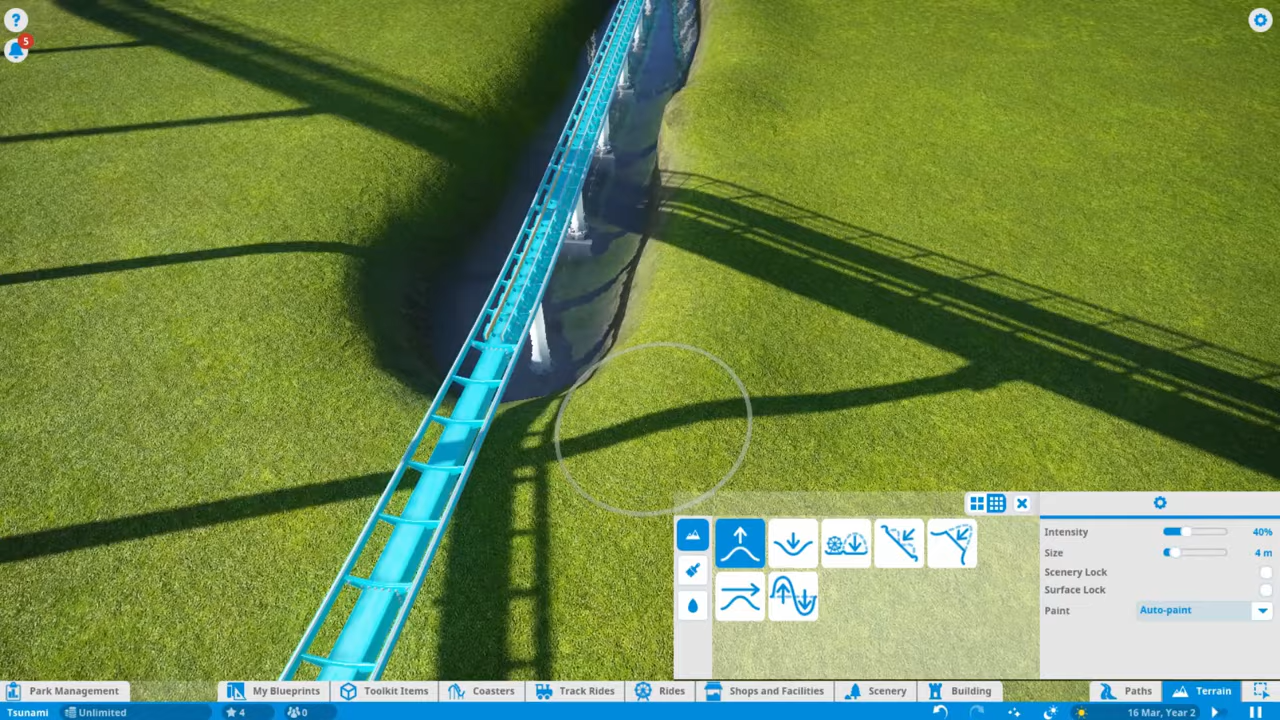 ?
5
Intensity 40%
Size 4 m
Scenery Lock
Surface Lock
Paint Auto-paint
Park Management My Blueprints Toolkit Items Coasters Track Rides Rides Shops and Facilities Scenery Building Paths Terrain
Tsunami Unlimited 4 0 16 Mar, Year 2